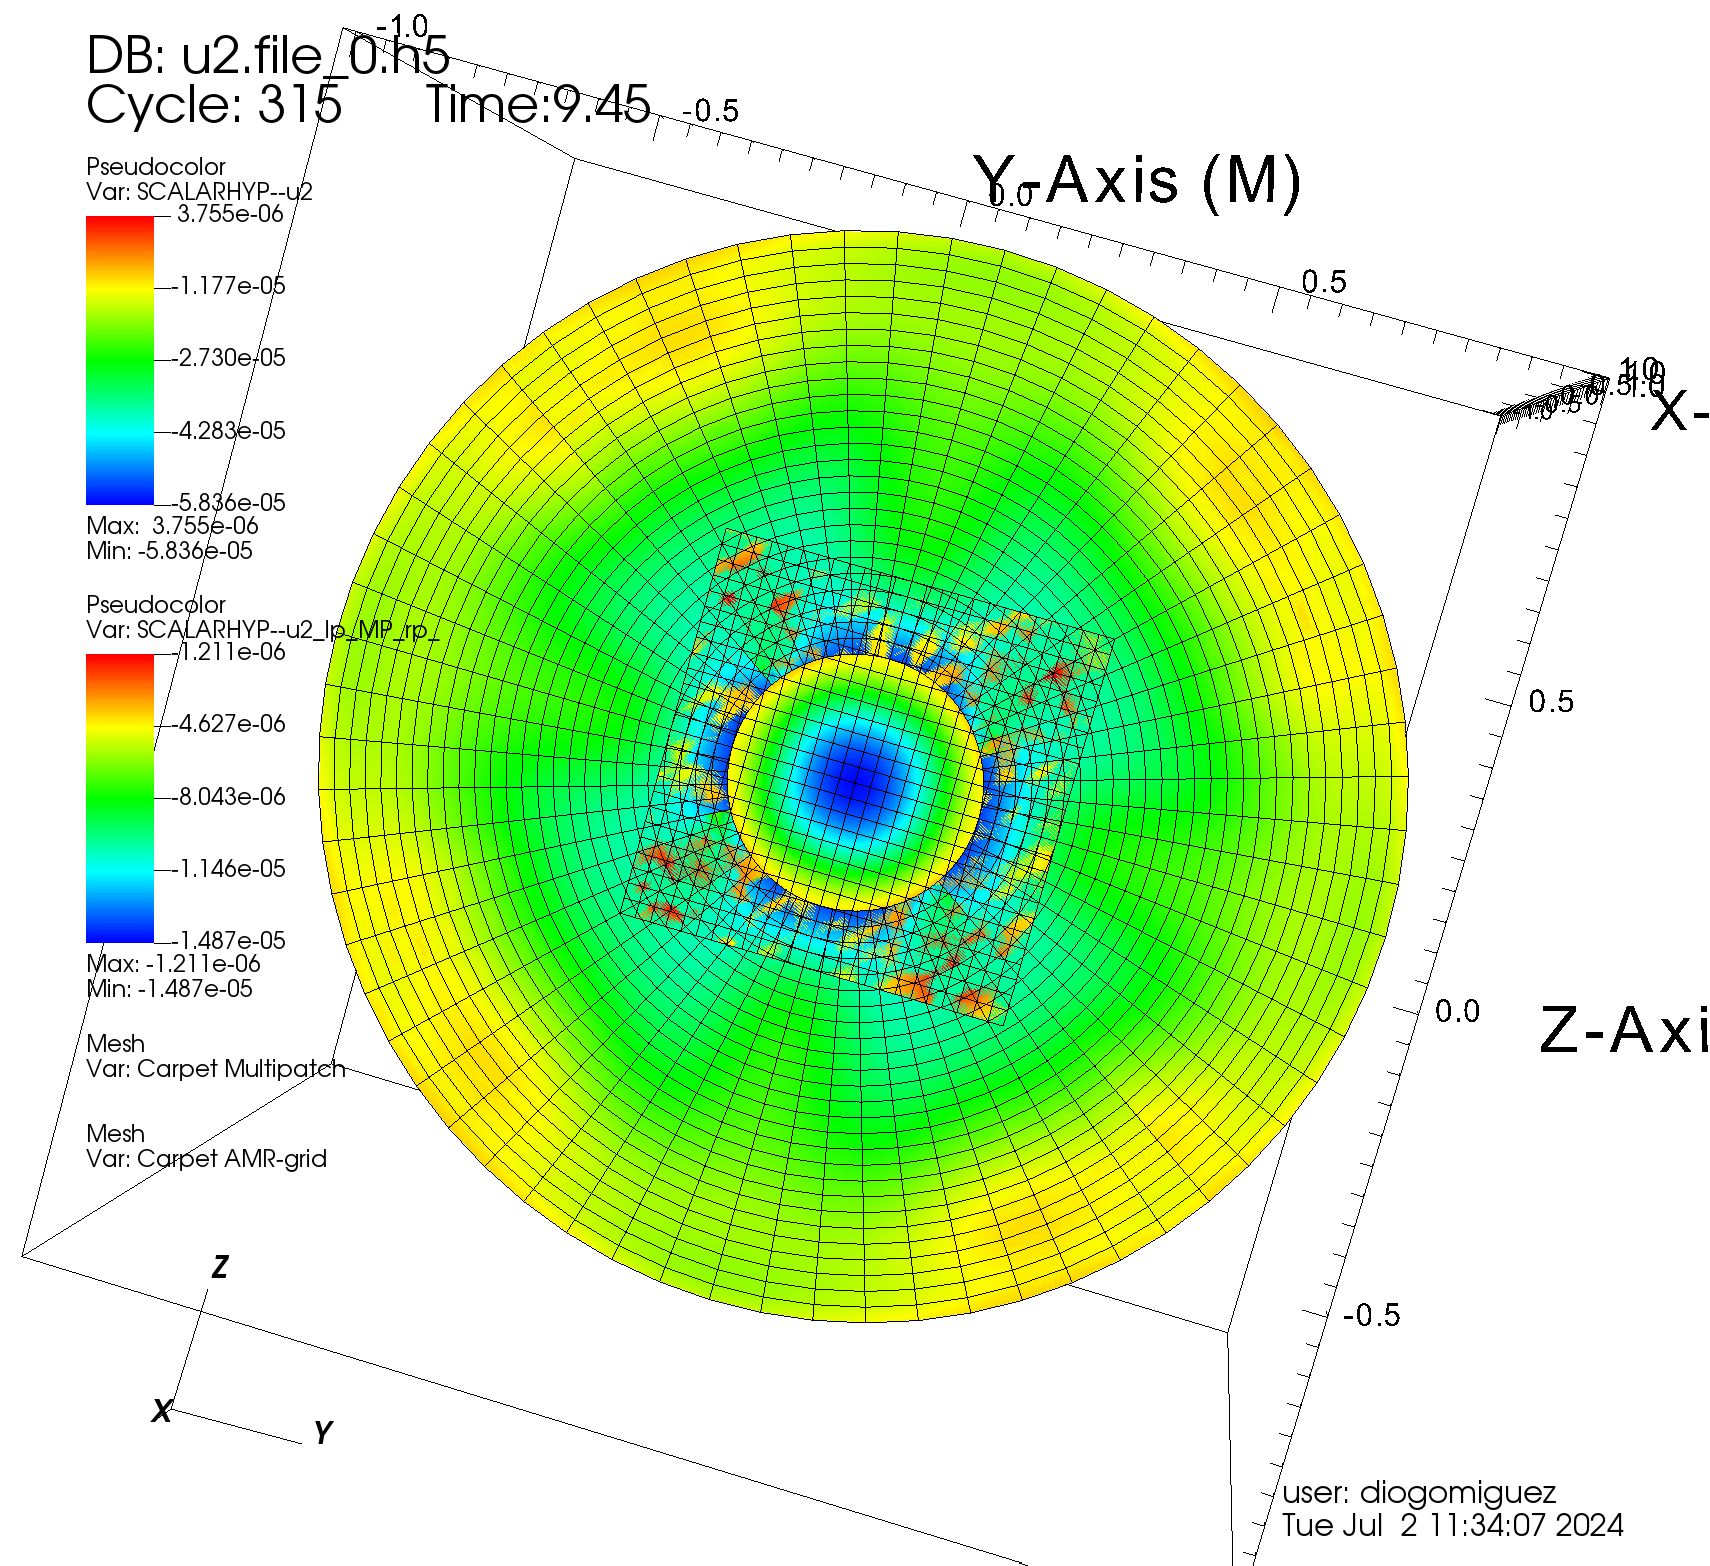 DB: u2.file_0.h5
Cycle: 315 Time:9.45
Pseudocolor
Var: SCALARHYP--u2
3.755e-06
-1.177e-05
-2.730e-05
-4.283e-05
-5.836e-05
Max: 3.755e-06
Min: -5.836e-05
Pseudocolor
Var: SCALARHYP--u2_lp_MP_rp_
-1.211e-06
-4.627e-06
-8.043e-06
-1.146e-05
-1.487e-05
Max: -1.211e-06
Min: -1.487e-05
Mesh
Var: Carpet Multipatch
Mesh
Var: Carpet AMR-grid
-1.0
-0.5
Y-Axis (M)
0.0
0.5
1.0
X-
0.5
0.0
Z-Axi
-0.5
Z
X
Y
user: diogomiguez
Tue Jul 2 11:34:07 2024